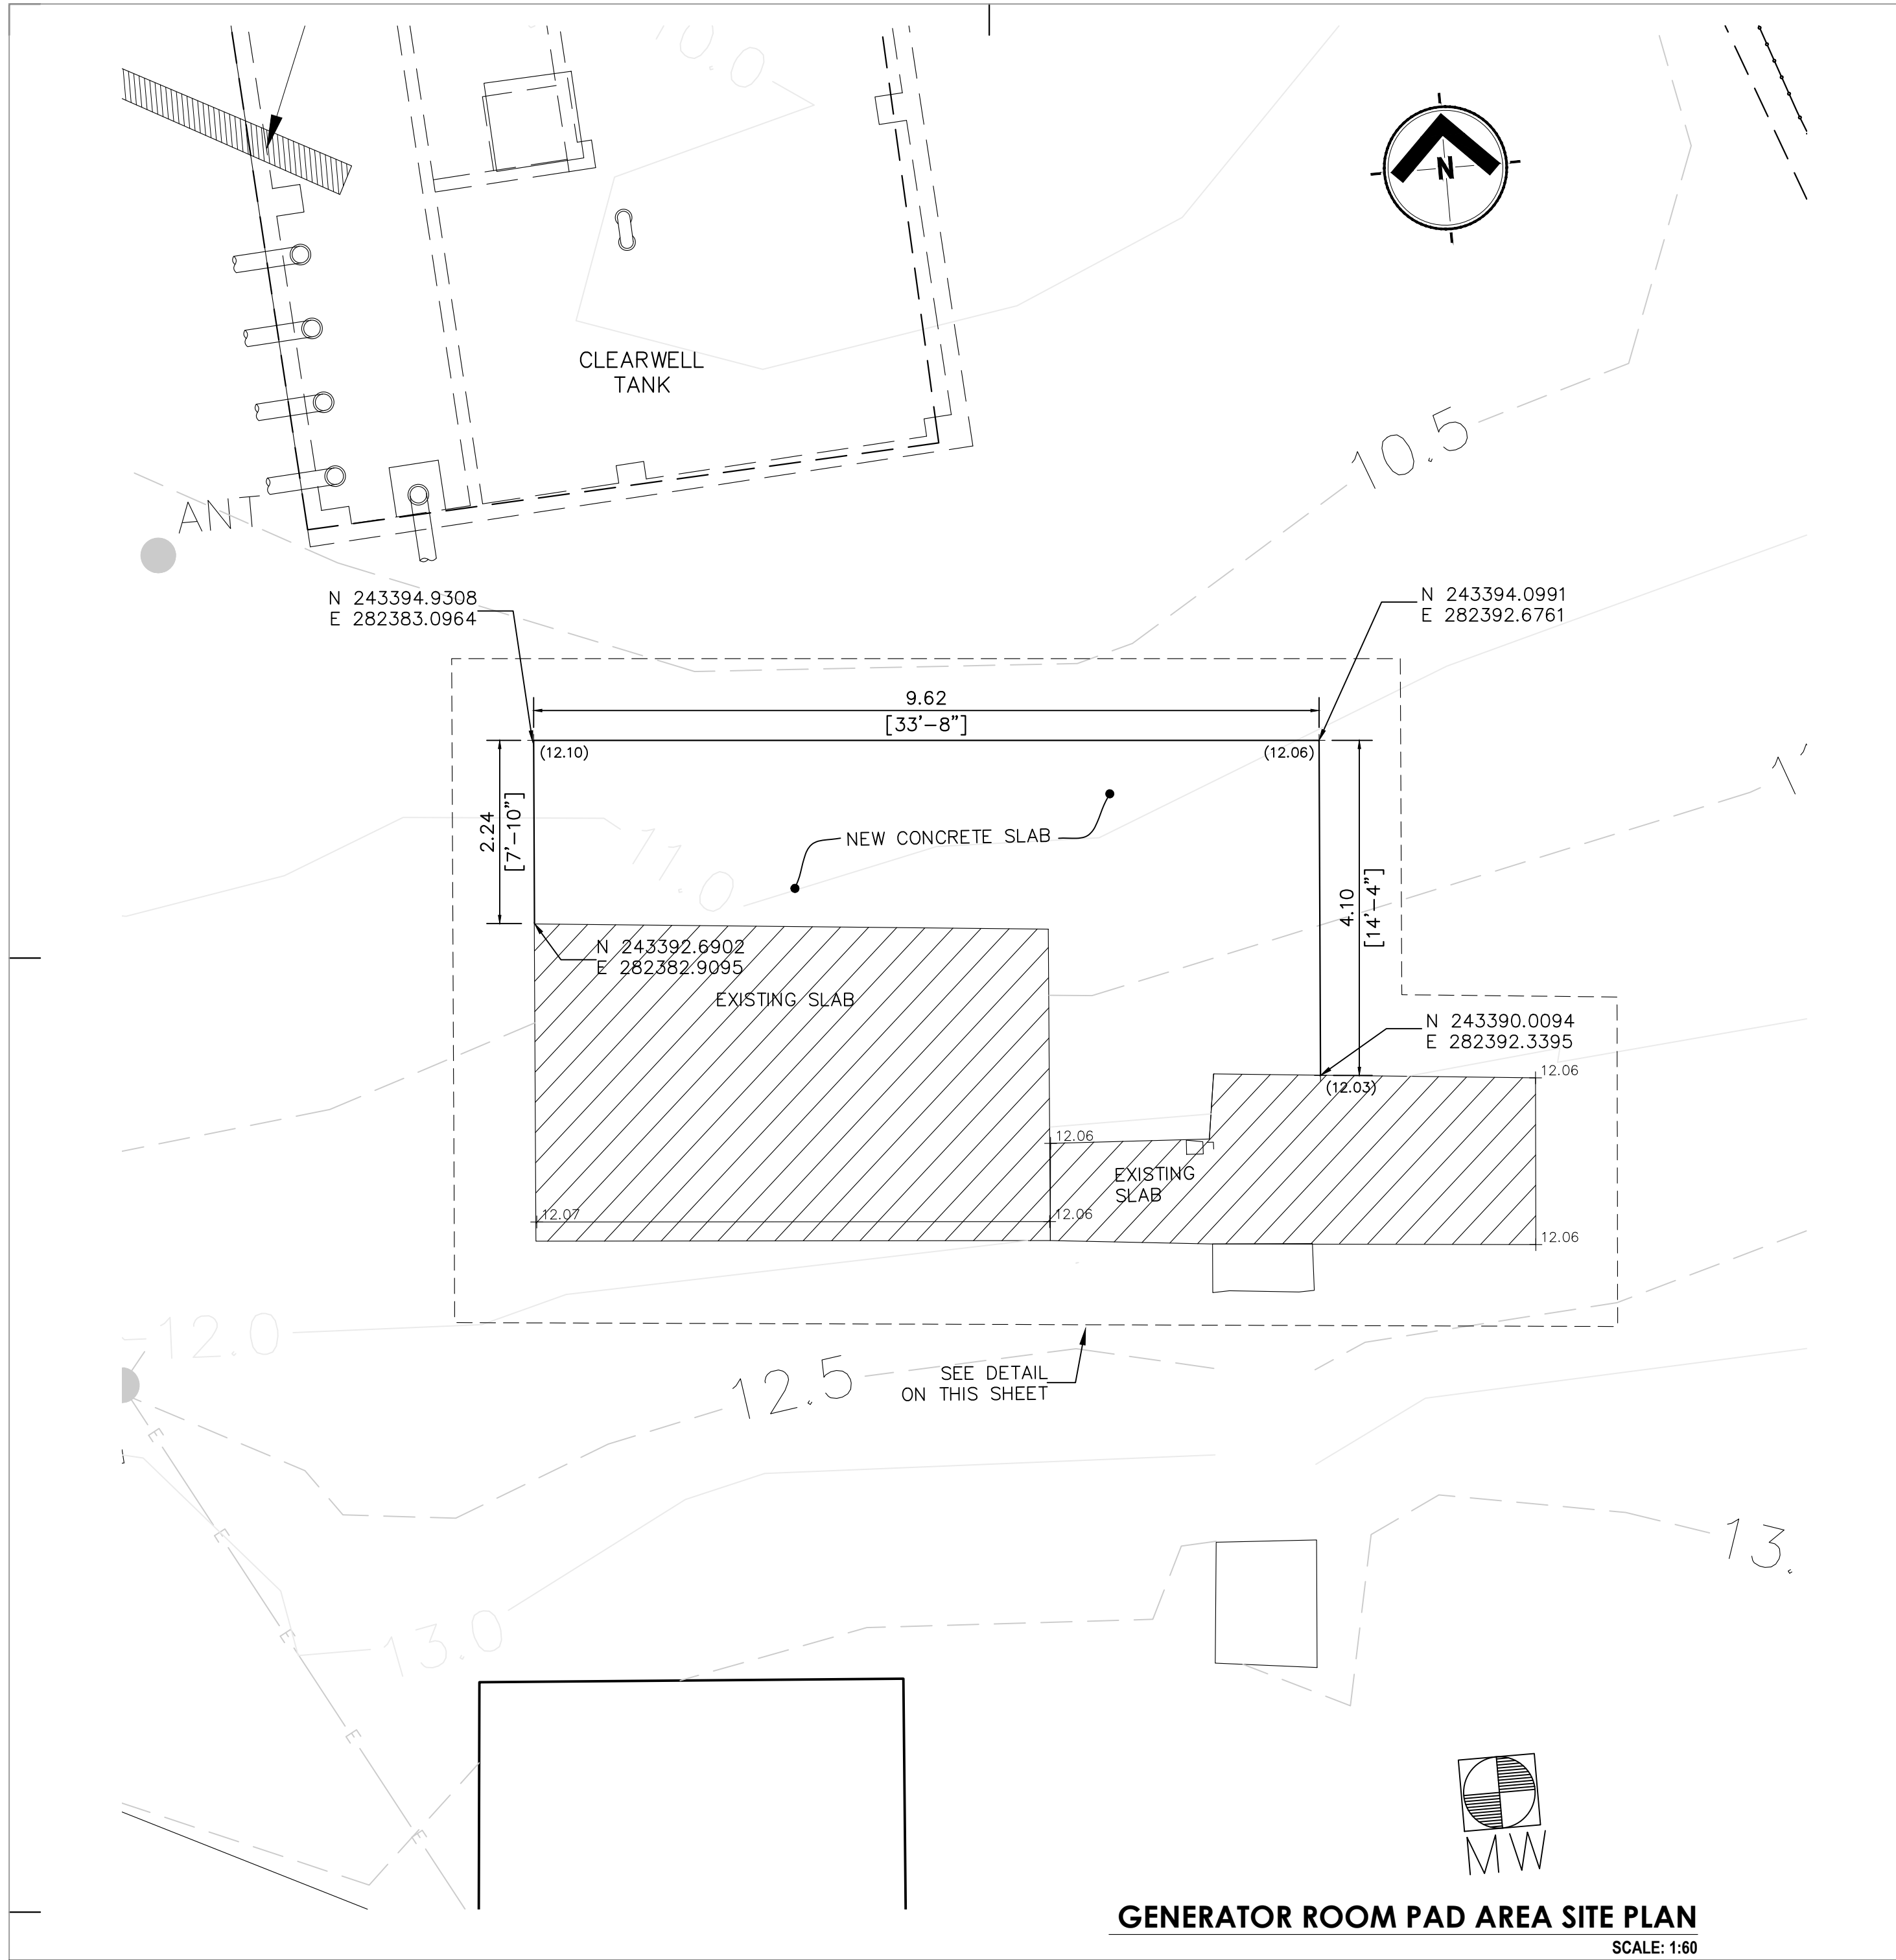 10.0
N
CLEARWELL
TANK
10.5
ANT
N 243394.9308
E 282383.0964
N 243394.0991
E 282392.6761
9.62
[33'-8"]
(12.10)
(12.06)
2.24
[7'-10"]
NEW CONCRETE SLAB
11.0
4.10
[14'-4"]
N 243392.6902
E 282382.9095
EXISTING SLAB
N 243390.0094
E 282392.3395
12.06
(12.03)
12.06
EXISTING
SLAB
12.07
12.06
12.06
12.0
12.5
SEE DETAIL
ON THIS SHEET
E
E
E
E
E
13.
13.0
MW
GENERATOR ROOM PAD AREA SITE PLAN
SCALE: 1:60